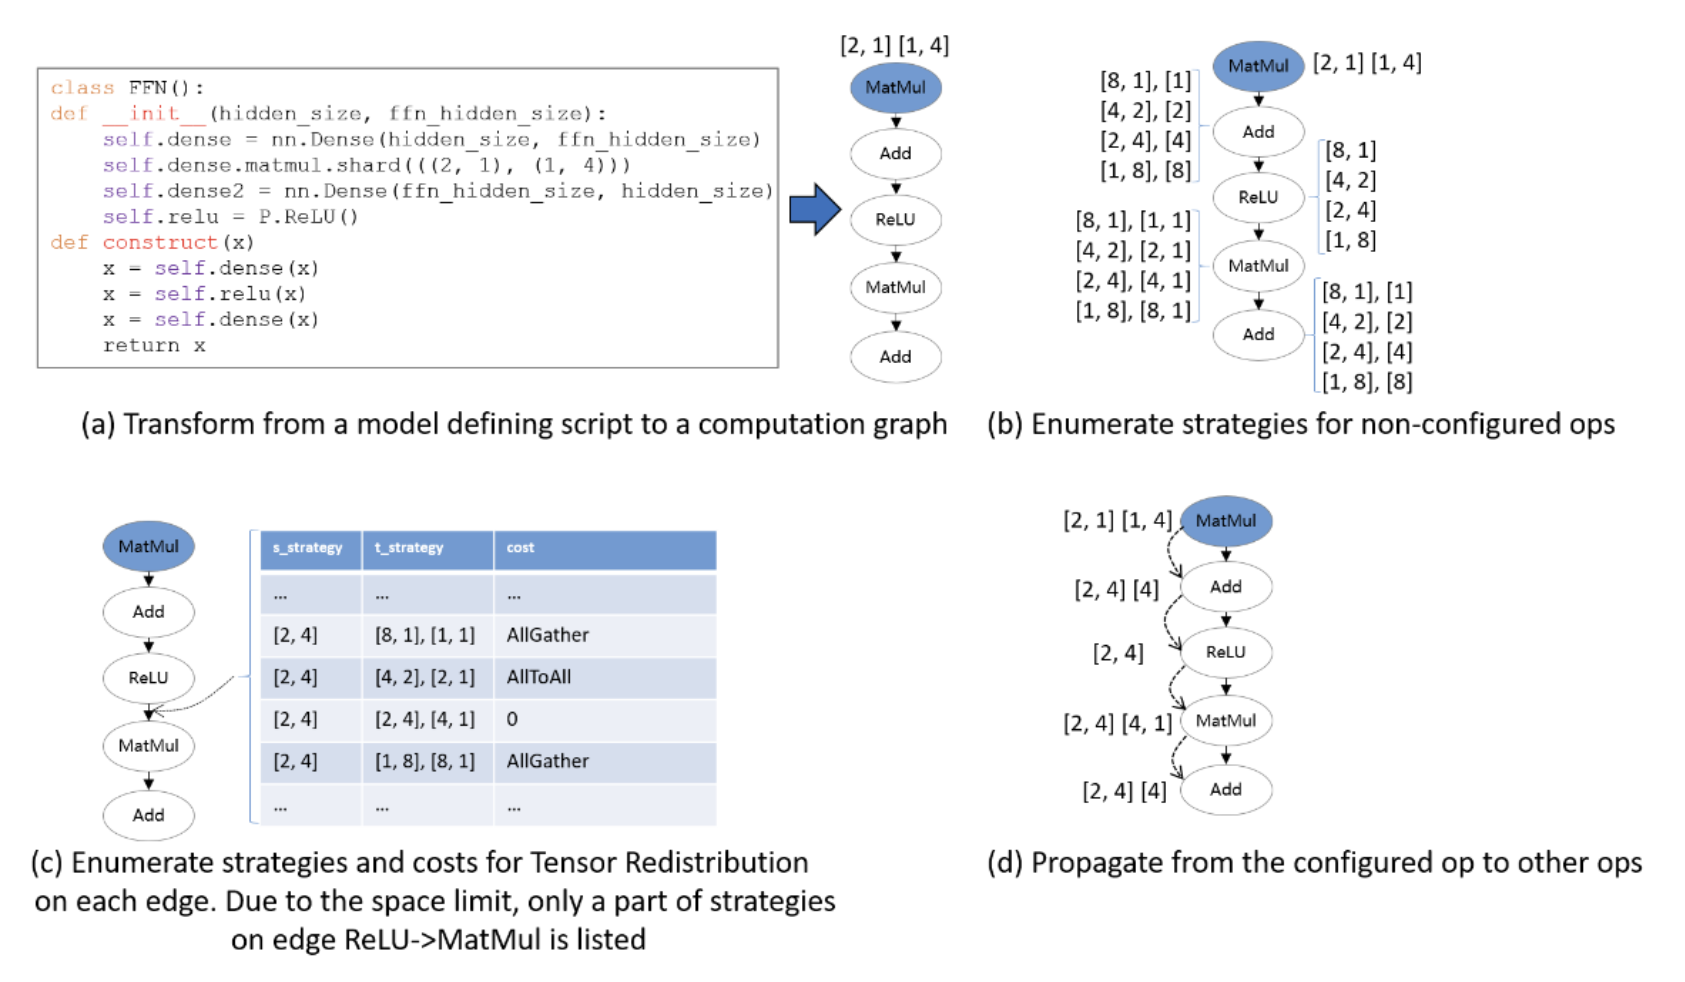 class FFN():
def __init__(hidden_size, ffn_hidden_size):
self.dense = nn.Dense(hidden_size, ffn_hidden_size)
self.dense.matmul.shard(((2, 1), (1, 4)))
self.dense2 = nn.Dense(ffn_hidden_size, hidden_size)
self.relu = P.ReLU()
def construct(x)
x = self.dense(x)
x = self.relu(x)
x = self.dense(x)
return x
[2, 1] [1, 4]
MatMul
Add
ReLU
MatMul
Add
(a) Transform from a model defining script to a computation graph
MatMul
[2, 1] [1, 4]
[8, 1], [1]
[4, 2], [2]
[2, 4], [4]
[1, 8], [8]
Add
ReLU
[8, 1]
[4, 2]
[2, 4]
[1, 8]
[8, 1], [1, 1]
[4, 2], [2, 1]
[2, 4], [4, 1]
[1, 8], [8, 1]
MatMul
Add
[8, 1], [1]
[4, 2], [2]
[2, 4], [4]
[1, 8], [8]
(b) Enumerate strategies for non-configured ops
MatMul
Add
ReLU
MatMul
Add
s_strategy t_strategy cost
... ... ...
[2, 4] [8, 1], [1, 1] AllGather
[2, 4] [4, 2], [2, 1] AllToAll
[2, 4] [2, 4], [4, 1] 0
[2, 4] [1, 8], [8, 1] AllGather
... ... ...
(c) Enumerate strategies and costs for Tensor Redistribution
on each edge. Due to the space limit, only a part of strategies
on edge ReLU->MatMul is listed
[2, 1] [1, 4] MatMul
[2, 4] [4] Add
[2, 4] ReLU
[2, 4] [4, 1] MatMul
[2, 4] [4] Add
(d) Propagate from the configured op to other ops